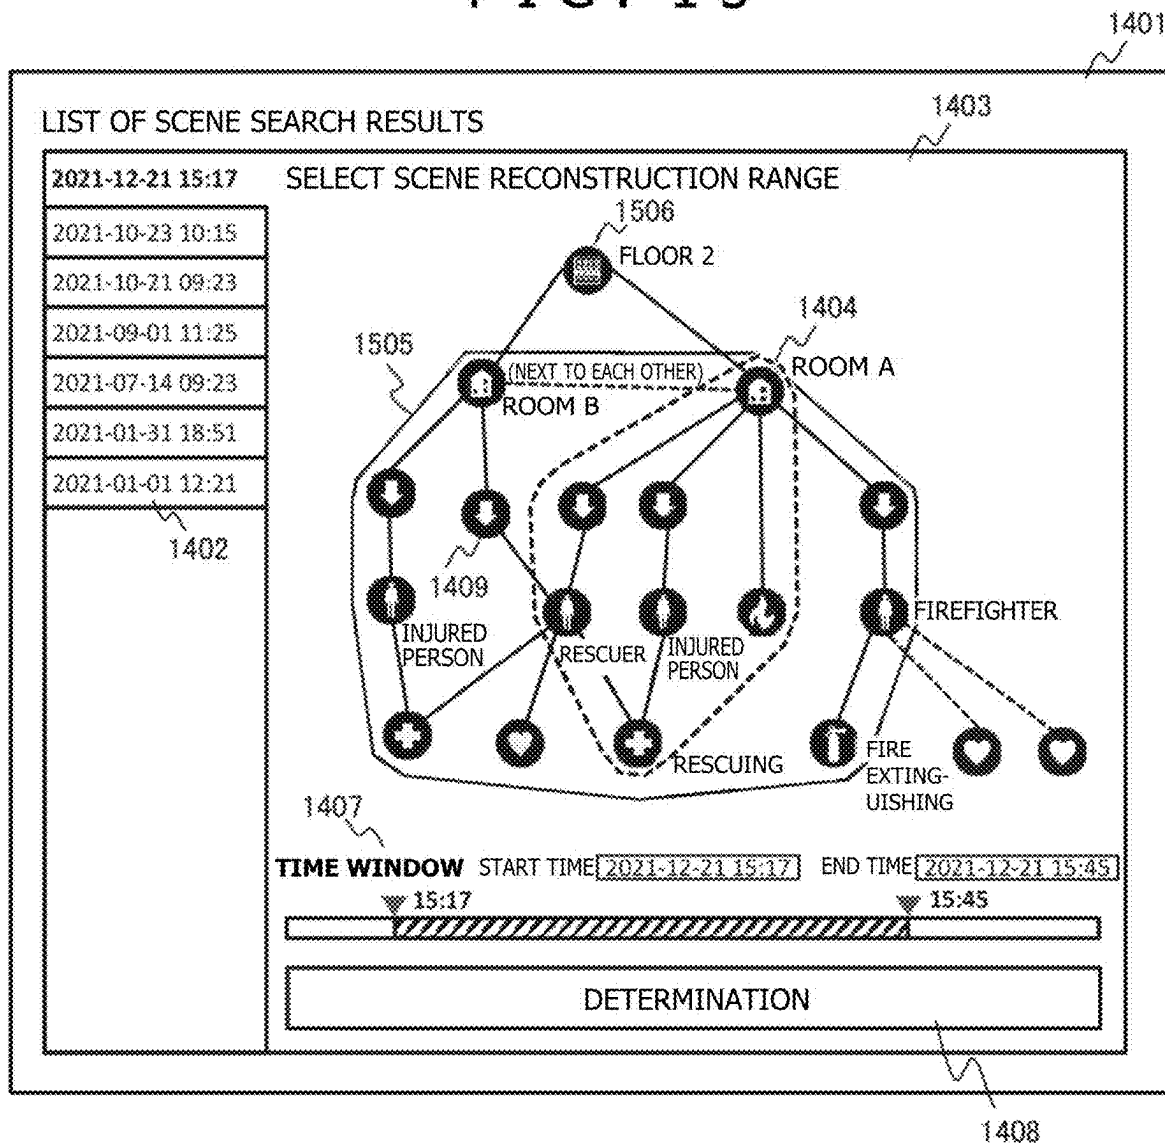 FIG. 15
1401
LIST OF SCENE SEARCH RESULTS
1403
2021-12-21 15:17
SELECT SCENE RECONSTRUCTION RANGE
2021-10-23 10:15
2021-10-21 09:23
2021-09-01 11:25
2021-07-14 09:23
2021-01-31 18:51
2021-01-01 12:21
1402
1506
FLOOR 2
1404
1505
(NEXT TO EACH OTHER)
ROOM A
ROOM B
1409
INJURED
PERSON
RESCUER
INJURED
PERSON
FIREFIGHTER
RESCUING
FIRE
EXTING-
UISHING
1407
TIME WINDOW START TIME 2021-12-21 15:17 END TIME 2021-12-21 15:45
15:17 15:45
DETERMINATION
1408